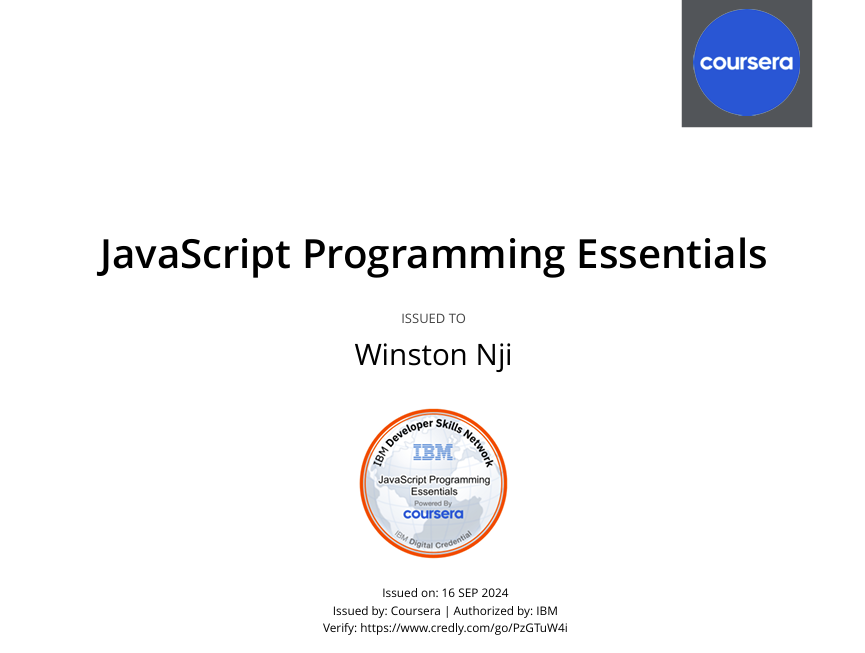 coursera
JavaScript Programming Essentials
ISSUED TO
Winston Nji
IBM Developer Skills Network
IBM
JavaScript Programming
Essentials
Powered By
coursera
IBM Digital Credential
Issued on: 16 SEP 2024
Issued by: Coursera | Authorized by: IBM
Verify: https://www.credly.com/go/PzGTuW4i